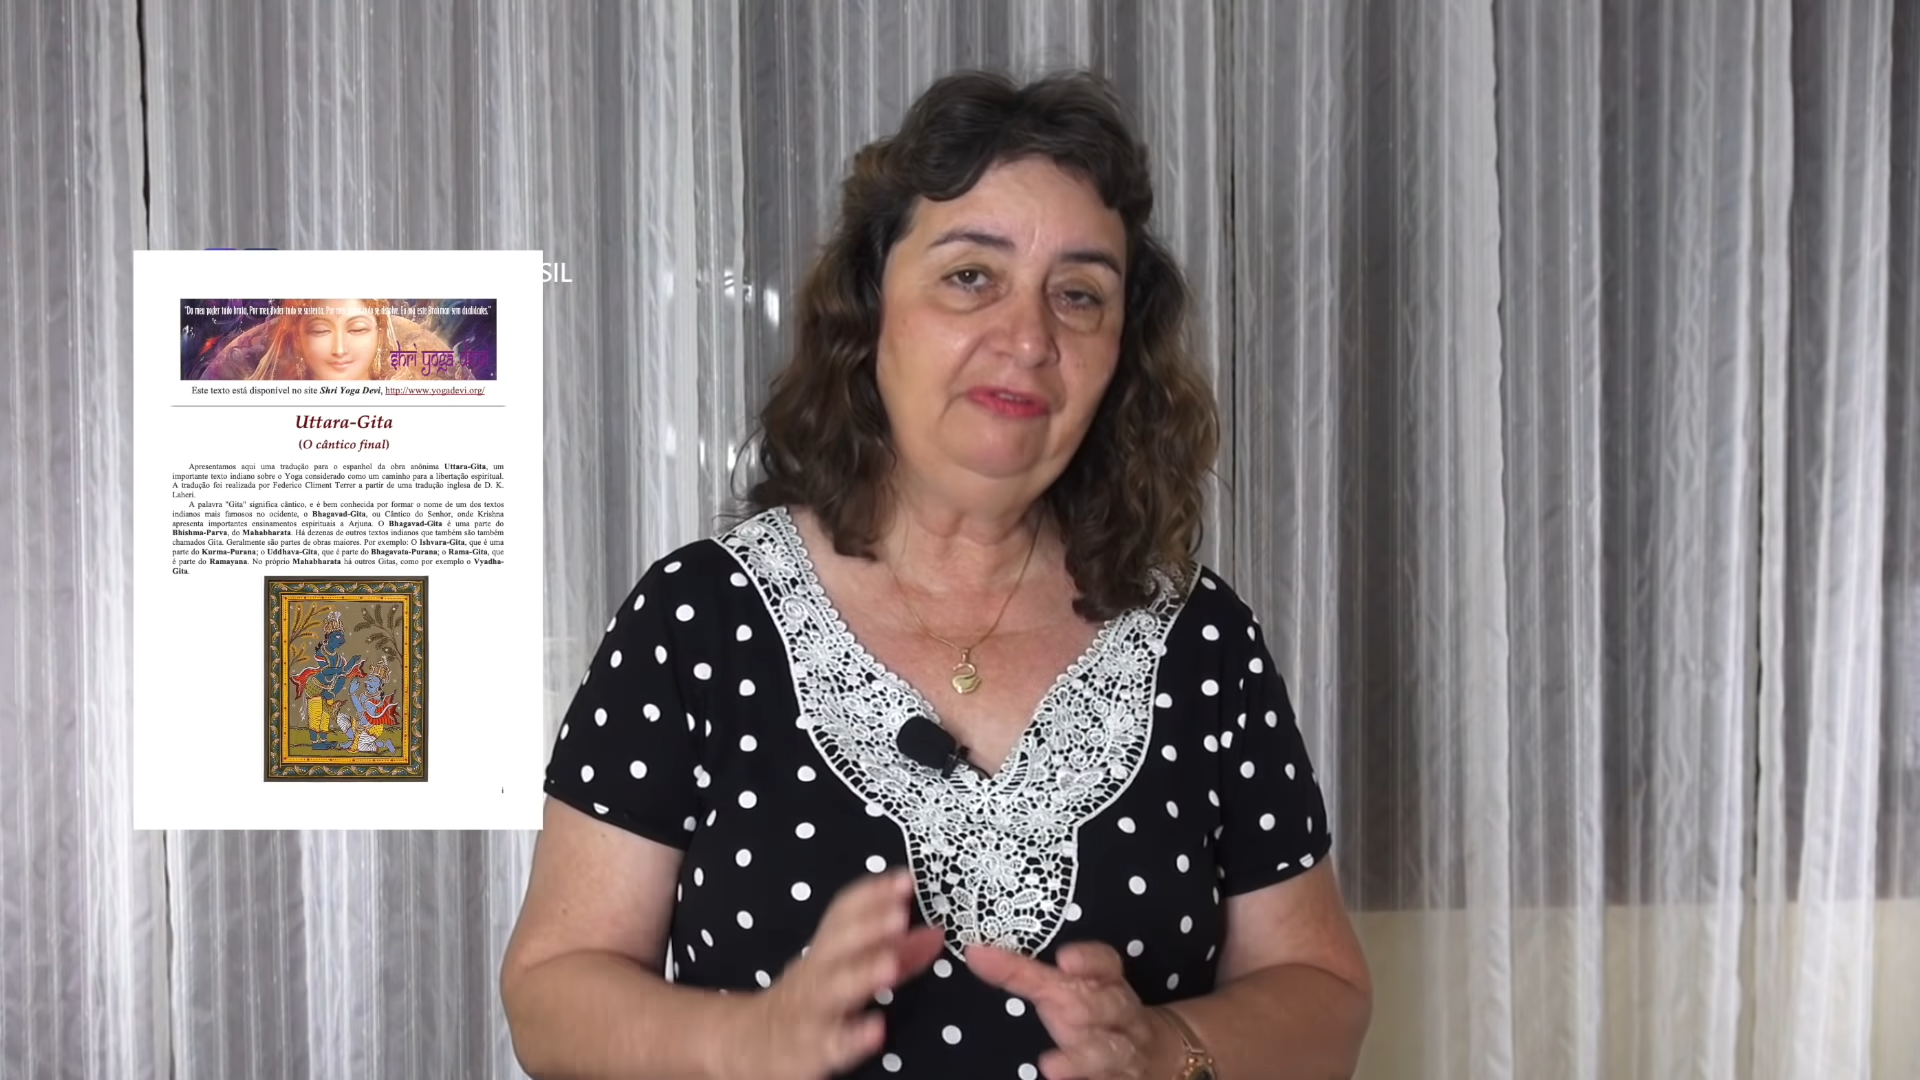 SIL
"Do meu poder tudo brota, Por meu Poder tudo se sustenta, Por meu tudo se dissolve. Eu sou este Brahman sem dualidades."
shri yoga devi
Este texto está disponível no site Shri Yoga Devi, http://www.yogadevi.org/
Uttara-Gita
(O cântico final)
Apresentamos aqui uma tradução para o espanhol da obra anônima Uttara-Gita, um
importante texto indiano sobre o Yoga considerado como um caminho para a libertação espiritual.
A tradução foi realizada por Federico Climent Terrer a partir de uma tradução inglesa de D. K.
Laheri.
A palavra "Gita" significa cântico, e é bem conhecida por formar o nome de um dos textos
indianos mais famosos no ocidente, o Bhagavad-Gita, ou Cântico do Senhor, onde Krishna
apresenta importantes ensinamentos espirituais a Arjuna. O Bhagavad-Gita é uma parte do
Bhishma-Parva, do Mahabharata. Há dezenas de outros textos indianos que também são também
chamados Gita. Geralmente são partes de obras maiores. Por exemplo: O Ishvara-Gita, que é uma
parte do Kurma-Purana; o Uddhava-Gita, que é parte do Bhagavata-Purana; o Rama-Gita, que
é parte do Ramayana. No próprio Mahabharata há outros Gitas, como por exemplo o Vyadha-
Gita.